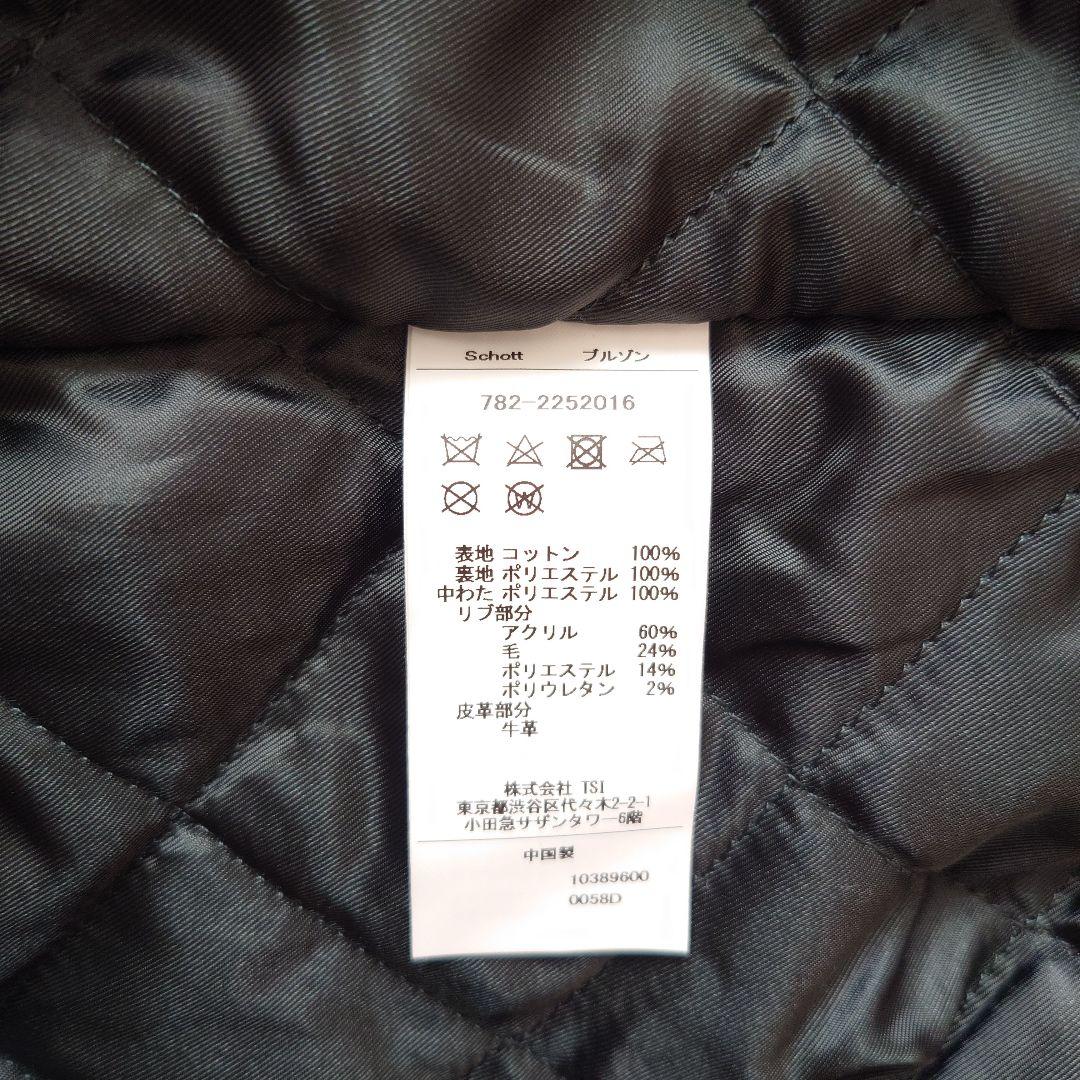 Schott ブルゾン
782-2252016
表地 コットン 100%
裏地 ポリエステル 100%
中わた ポリエステル 100%
リブ部分
アクリル 60%
毛 24%
ポリエステル 14%
ポリウレタン 2%
皮革部分
牛革
株式会社 TSI
東京都渋谷区代々木2-2-1
小田急サザンタワー6階
中国製
10389600
0058D